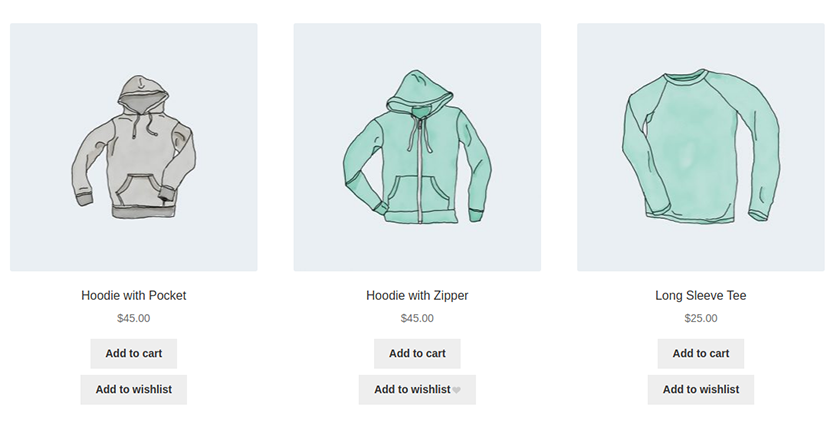 Hoodie with Pocket
$45.00
Add to cart
Add to wishlist
Hoodie with Zipper
$45.00
Add to cart
Add to wishlist
Long Sleeve Tee
$25.00
Add to cart
Add to wishlist